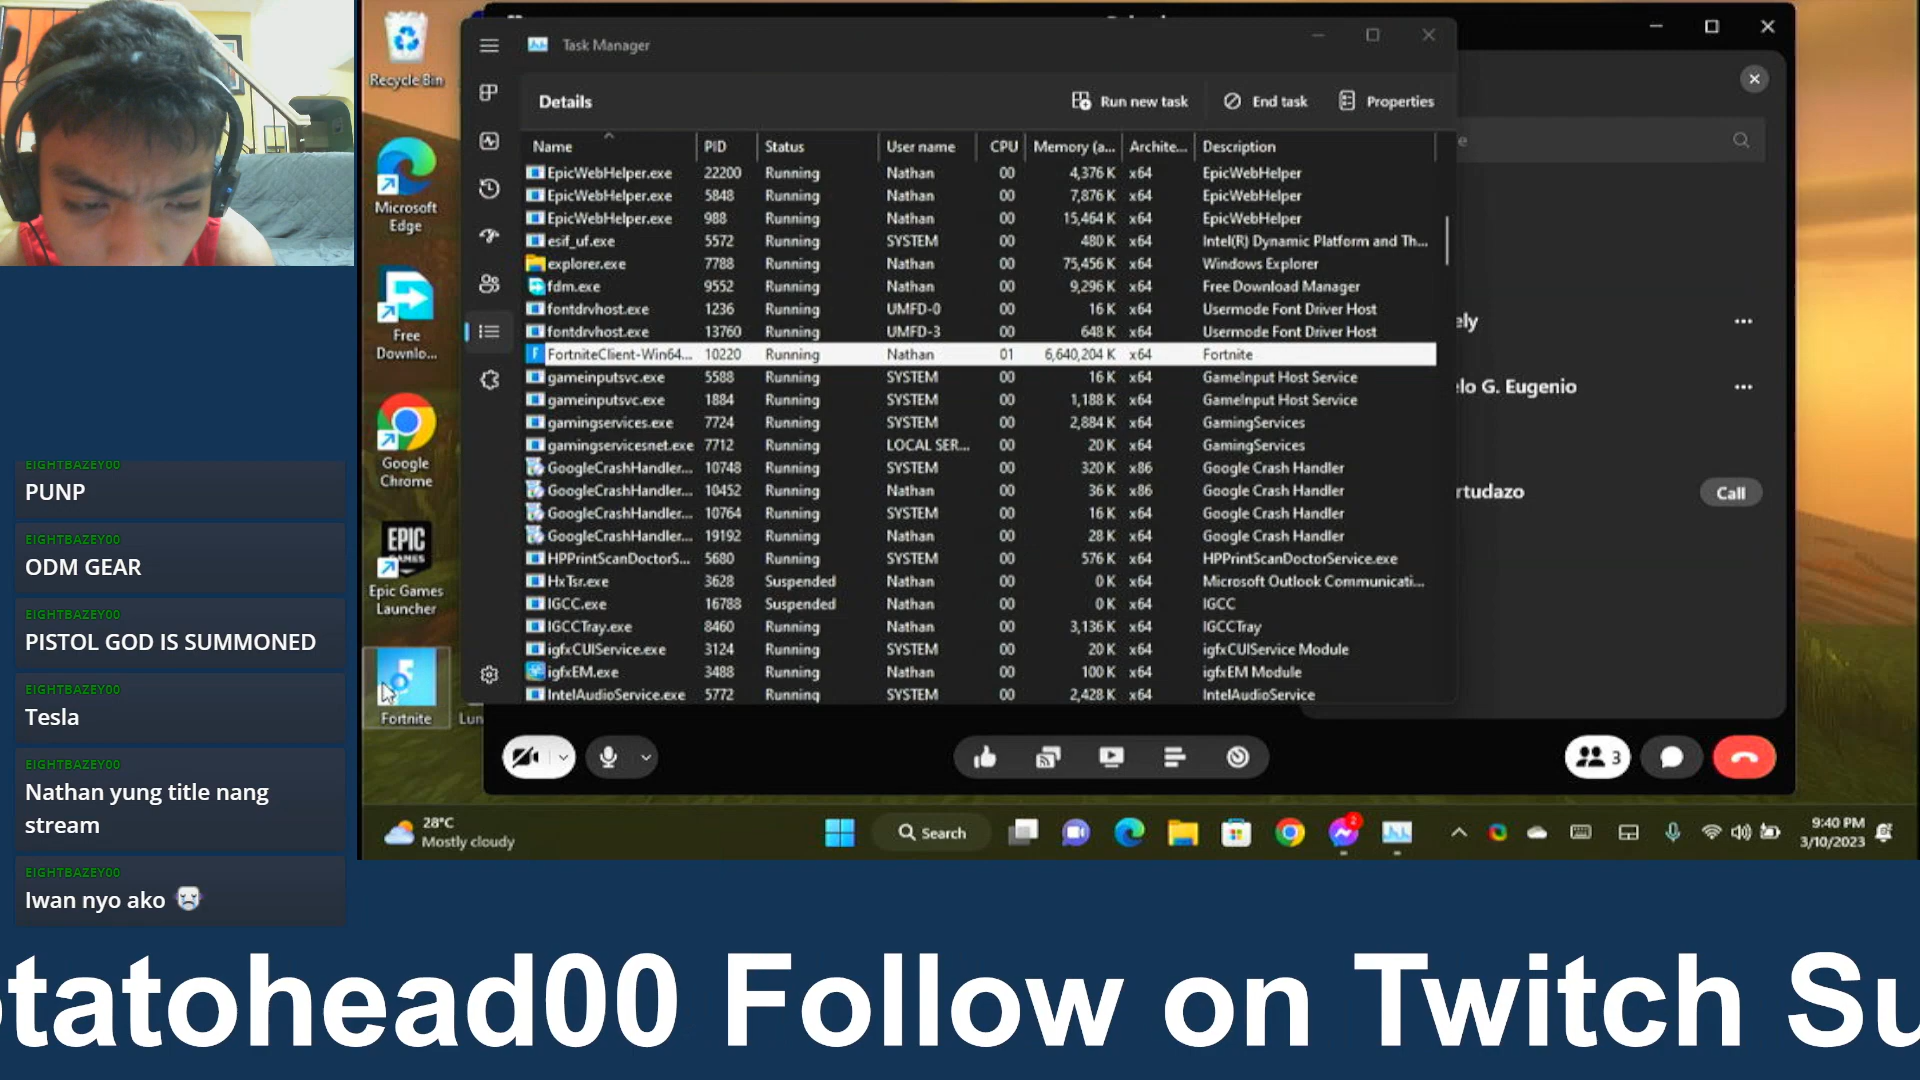 Recycle Bin
Microsoft
Edge
Free
Downlo...
Google
Chrome
EPIC
GAMES
Epic Games
Launcher
Fortnite
Task Manager
Details
Run new task
End task
Properties
Name PID Status User name CPU Memory (a... Archite... Description
EpicWebHelper.exe 22200 Running Nathan 00 4,376 K x64 EpicWebHelper
EpicWebHelper.exe 5848 Running Nathan 00 7,876 K x64 EpicWebHelper
EpicWebHelper.exe 988 Running Nathan 00 15,464 K x64 EpicWebHelper
esif_uf.exe 5572 Running SYSTEM 00 480 K x64 Intel(R) Dynamic Platform and Th...
explorer.exe 7788 Running Nathan 00 75,456 K x64 Windows Explorer
fdm.exe 9552 Running Nathan 00 9,296 K x64 Free Download Manager
fontdrvhost.exe 1236 Running UMFD-0 00 16 K x64 Usermode Font Driver Host
fontdrvhost.exe 13760 Running UMFD-3 00 648 K x64 Usermode Font Driver Host
FortniteClient-Win64... 10220 Running Nathan 01 6,640,204 K x64 Fortnite
gameinputsvc.exe 5588 Running SYSTEM 00 16 K x64 GameInput Host Service
gameinputsvc.exe 1884 Running SYSTEM 00 1,188 K x64 GameInput Host Service
gamingservices.exe 7724 Running SYSTEM 00 2,884 K x64 GamingServices
gamingservicesnet.exe 7712 Running LOCAL SER... 00 20 K x64 GamingServices
GoogleCrashHandler... 10748 Running SYSTEM 00 320 K x86 Google Crash Handler
GoogleCrashHandler... 10452 Running Nathan 00 36 K x86 Google Crash Handler
GoogleCrashHandler... 10764 Running SYSTEM 00 16 K x64 Google Crash Handler
GoogleCrashHandler... 19192 Running Nathan 00 28 K x64 Google Crash Handler
HPPrintScanDoctorS... 5680 Running SYSTEM 00 576 K x64 HPPrintScanDoctorService.exe
HxTsr.exe 3628 Suspended Nathan 00 0 K x64 Microsoft Outlook Communicati...
IGCC.exe 16788 Suspended Nathan 00 0 K x64 IGCC
IGCCTray.exe 8460 Running Nathan 00 3,136 K x64 IGCCTray
igfxCUIService.exe 3124 Running SYSTEM 00 20 K x64 igfxCUIService Module
igfxEM.exe 3488 Running Nathan 00 100 K x64 igfxEM Module
IntelAudioService.exe 5772 Running SYSTEM 00 2,428 K x64 IntelAudioService
e
ely
lo G. Eugenio
rtudazo
Call
Lun
3
28°C
Mostly cloudy
Search
2
9:40 PM
3/10/2023
EIGHTBAZEY00
PUNP
EIGHTBAZEY00
ODM GEAR
EIGHTBAZEY00
PISTOL GOD IS SUMMONED
EIGHTBAZEY00
Tesla
EIGHTBAZEY00
Nathan yung title nang
stream
EIGHTBAZEY00
Iwan nyo ako
tatohead00 Follow on Twitch Su